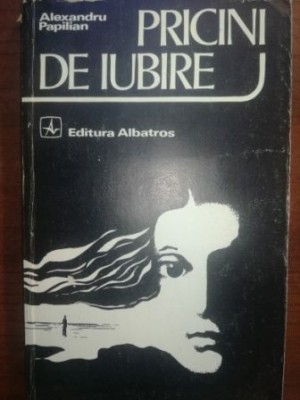 Alexandru
Papilian
PRICINI
DE IUBIRE
Editura Albatros